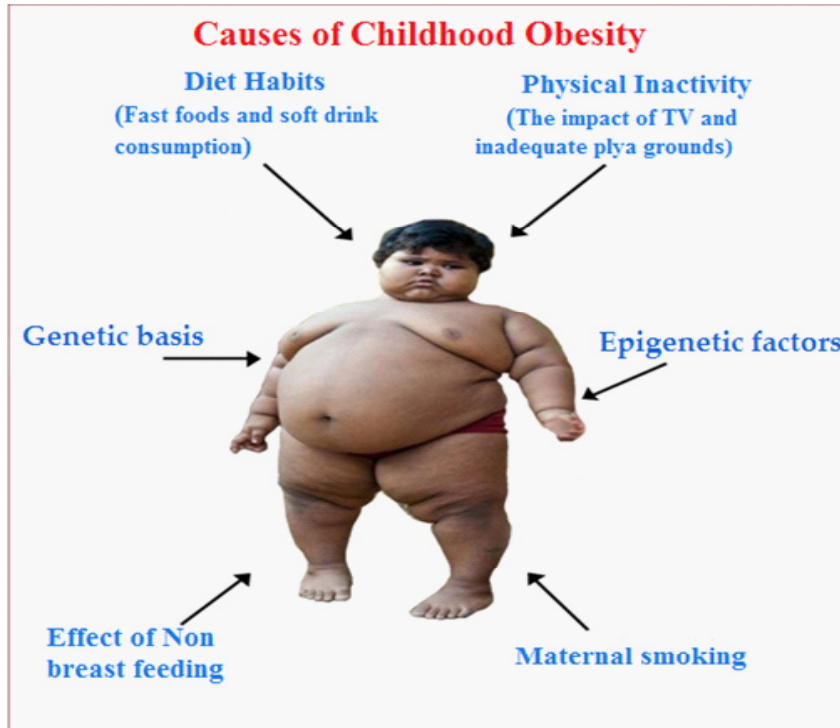 Causes of Childhood Obesity
Diet Habits
(Fast foods and soft drink
consumption)
Physical Inactivity
(The impact of TV and
inadequate plya grounds)
Genetic basis
Epigenetic factors
Effect of Non
breast feeding
Maternal smoking